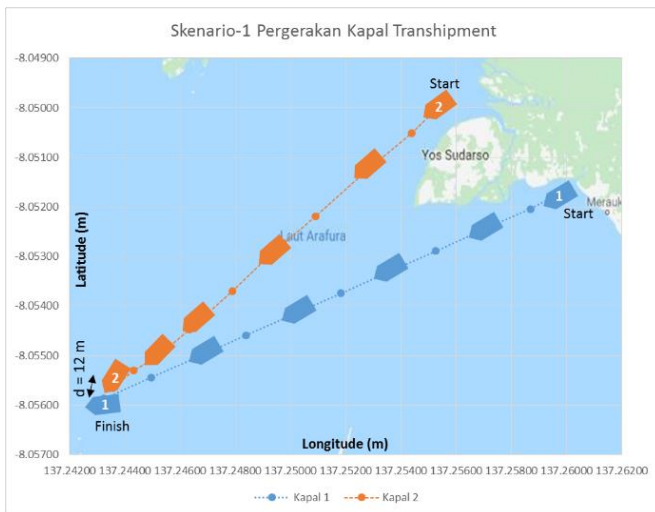 Skenario-1 Pergerakan Kapal Transhipment
-8.04900
-8.05000
-8.05100
-8.05200
-8.05300
-8.05400
-8.05500
-8.05600
-8.05700
Latitude (m)
Start
2
Yos Sudarso
1
Merauk
Start
Laut Arafura
d = 12 m
2
1
Finish
Longitude (m)
137.24200 137.24400 137.24600 137.24800 137.25000 137.25200 137.25400 137.25600 137.25800 137.26000 137.26200
Kapal 1 Kapal 2